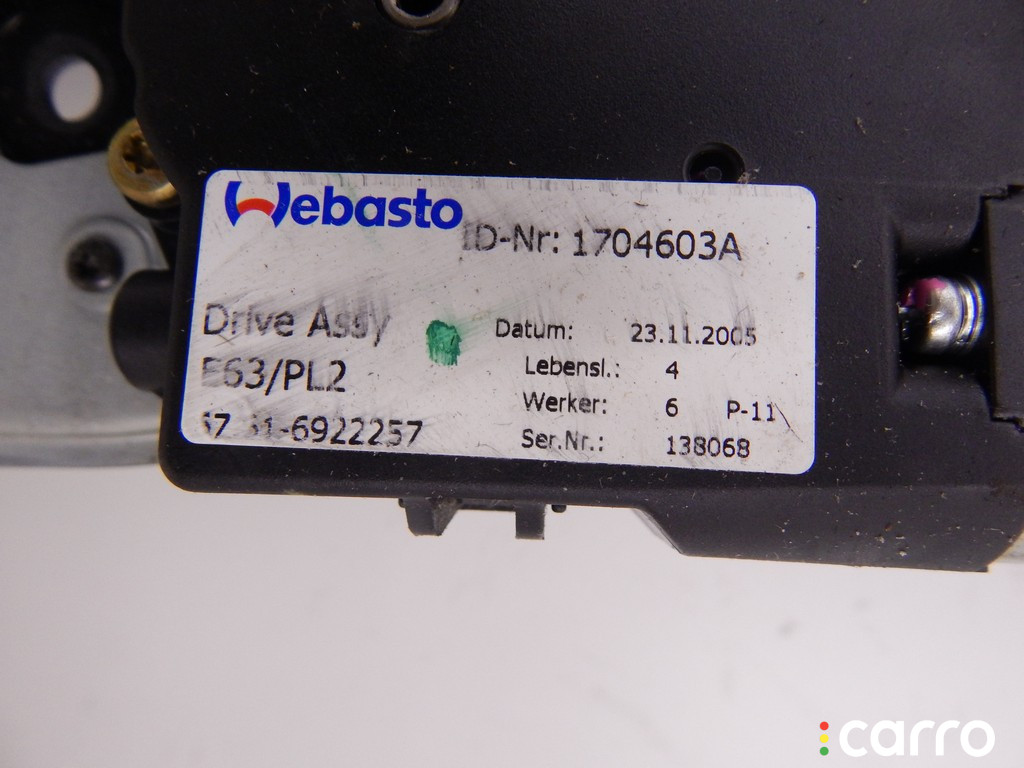 Webasto
ID-Nr: 1704603A
Drive Assy
E63/PL2
6922257
Datum: 23.11.2005
Lebensl.: 4
Werker: 6 P-11
Ser.Nr.: 138068
carro